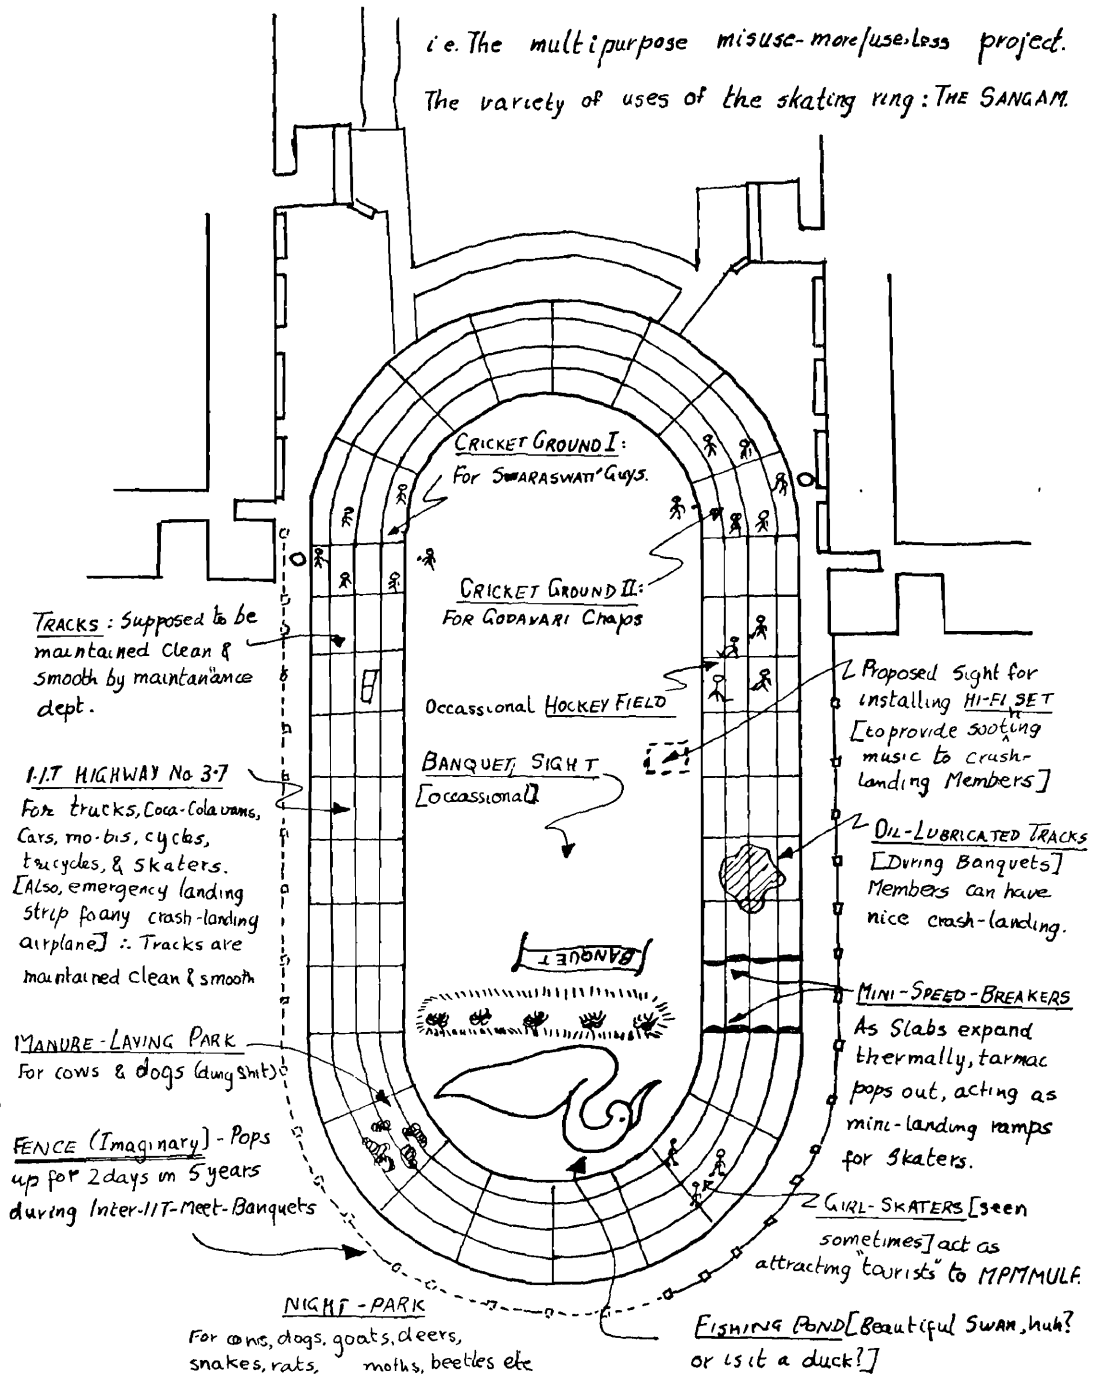 i.e. The multipurpose misuse-more/use-less project.
The variety of uses of the skating ring: THE SANGAM.
CRICKET GROUND I:
For SWARASWATI Guys.
CRICKET GROUND II:
FOR GODAVARI Chaps
TRACKS: Supposed to be
maintained clean &
smooth by maintanance
dept.
Occassional HOCKEY FIELD
Proposed Sight for
installing HI-FI SET
[to provide soothing
music to crash-
landing Members]
BANQUET SIGHT
[occassional]
I.I.T HIGHWAY No 3.7
For trucks, Coca-Cola vans,
Cars, mo-bis, cycles,
tricycles, & skaters.
[Also, emergency landing
strip fo any crash-landing
airplane] ∴ Tracks are
maintained clean & smooth
OIL-LUBRICATED TRACKS
[During Banquets]
Members can have
nice crash-landing.
BANQUET
MINI-SPEED-BREAKERS
As Slabs expand
thermally, tarmac
pops out, acting as
mini-landing ramps
for Skaters.
MANURE-LAVING PARK
For cows & dogs (dung Shit)
FENCE (Imaginary) - Pops
up for 2 days in 5 years
during Inter-IIT-Meet-Banquets
GIRL-SKATERS [seen
sometimes] act as
attracting "tourists" to MPMMULF.
NIGHT-PARK
For cows, dogs, goats, deers,
snakes, rats, moths, beetles etc
FISHING POND [Beautiful Swan, huh?
or is it a duck?]